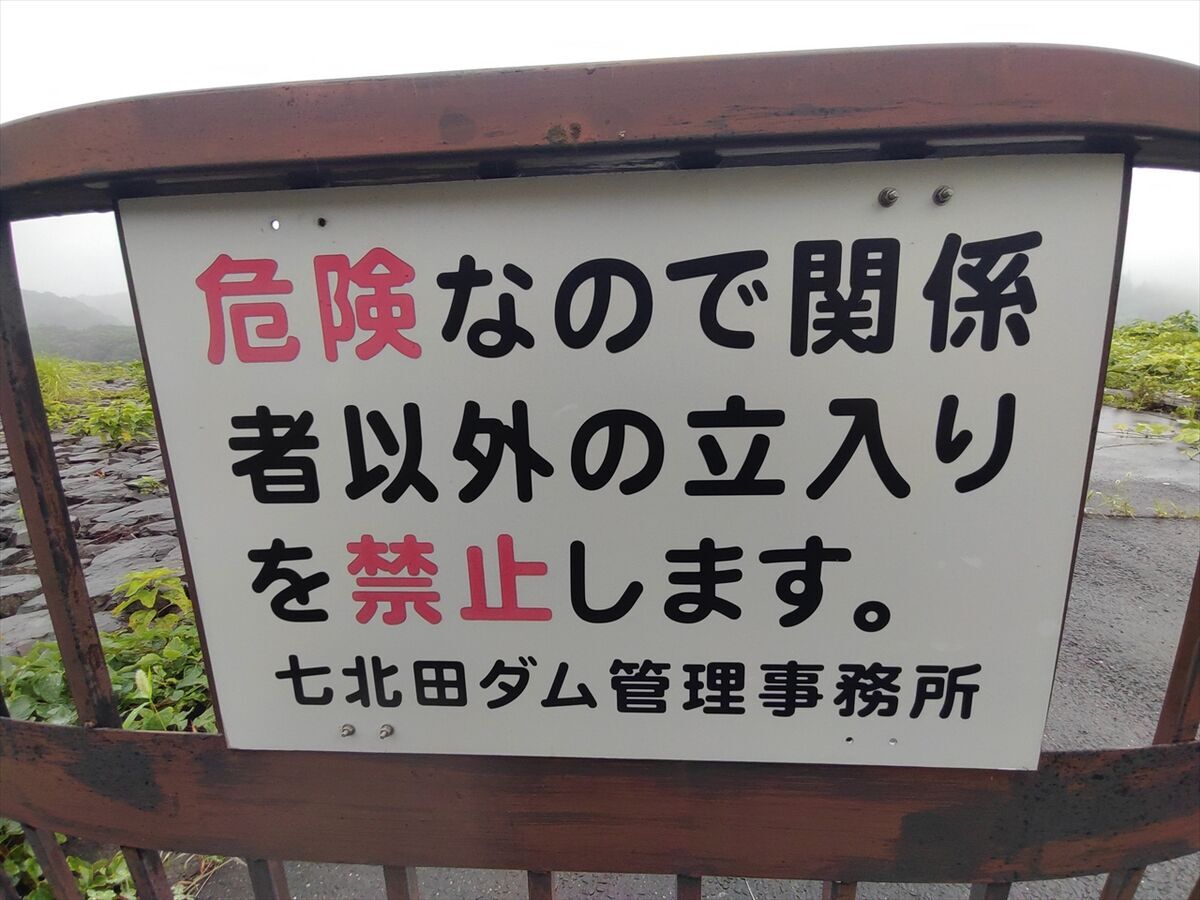 危険なので関係
者以外の立入り
を禁止します。
七北田ダム管理事務所